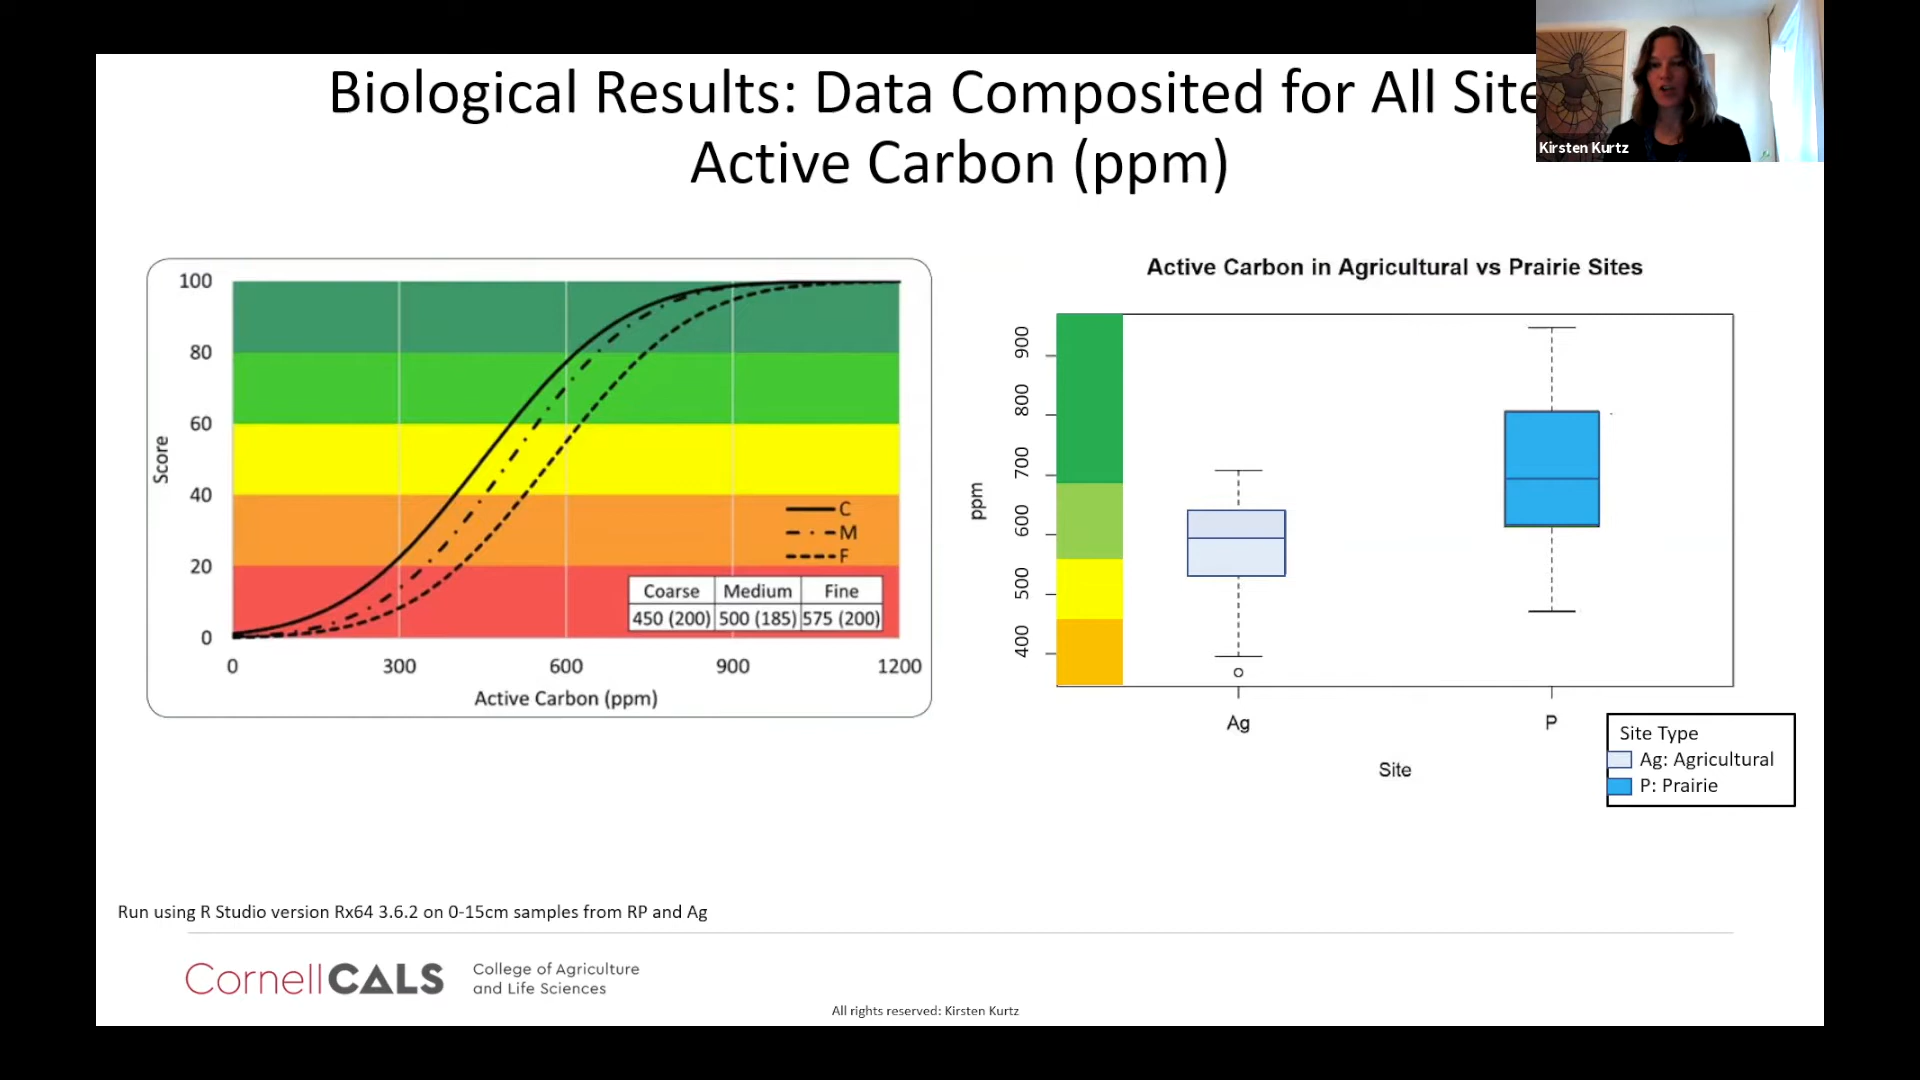 Biological Results: Data Composited for All Site
Active Carbon (ppm)
Kirsten Kurtz
100
80
60
40
20
0
Score
C
M
F
Coarse Medium Fine
450 (200) 500 (185) 575 (200)
0 300 600 900 1200
Active Carbon (ppm)
Active Carbon in Agricultural vs Prairie Sites
900
800
700
600
500
400
ppm
Ag P
Site
Site Type
Ag: Agricultural
P: Prairie
Run using R Studio version Rx64 3.6.2 on 0-15cm samples from RP and Ag
CornellCALS
College of Agriculture
and Life Sciences
All rights reserved: Kirsten Kurtz